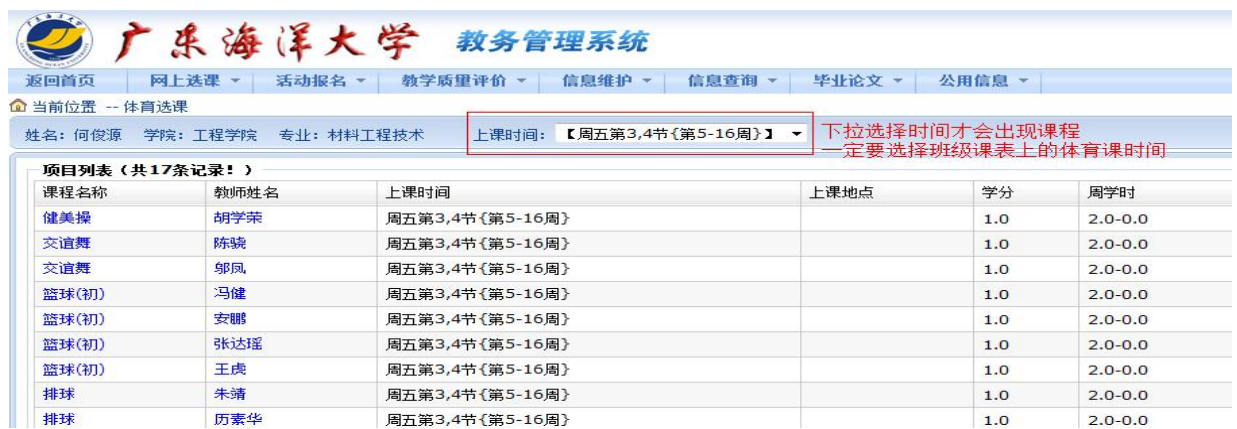 广东海洋大学 教务管理系统
返回首页 网上选课 活动报名 教学质量评价 信息维护 信息查询 毕业论文 公用信息
当前位置 -- 体育选课
姓名：何俊源 学院：工程学院 专业：材料工程技术 上课时间：【周五第3,4节{第5-16周}】 下拉选择时间才会出现课程
一定要选择班级课表上的体育课时间
项目列表（共17条记录！）
课程名称 教师姓名 上课时间 上课地点 学分 周学时
健美操 胡学荣 周五第3,4节{第5-16周} 1.0 2.0-0.0
交谊舞 陈骁 周五第3,4节{第5-16周} 1.0 2.0-0.0
交谊舞 邬凤 周五第3,4节{第5-16周} 1.0 2.0-0.0
篮球(初) 冯健 周五第3,4节{第5-16周} 1.0 2.0-0.0
篮球(初) 安鹏 周五第3,4节{第5-16周} 1.0 2.0-0.0
篮球(初) 张达瑶 周五第3,4节{第5-16周} 1.0 2.0-0.0
篮球(初) 王虎 周五第3,4节{第5-16周} 1.0 2.0-0.0
排球 朱靖 周五第3,4节{第5-16周} 1.0 2.0-0.0
排球 历素华 周五第3,4节{第5-16周} 1.0 2.0-0.0